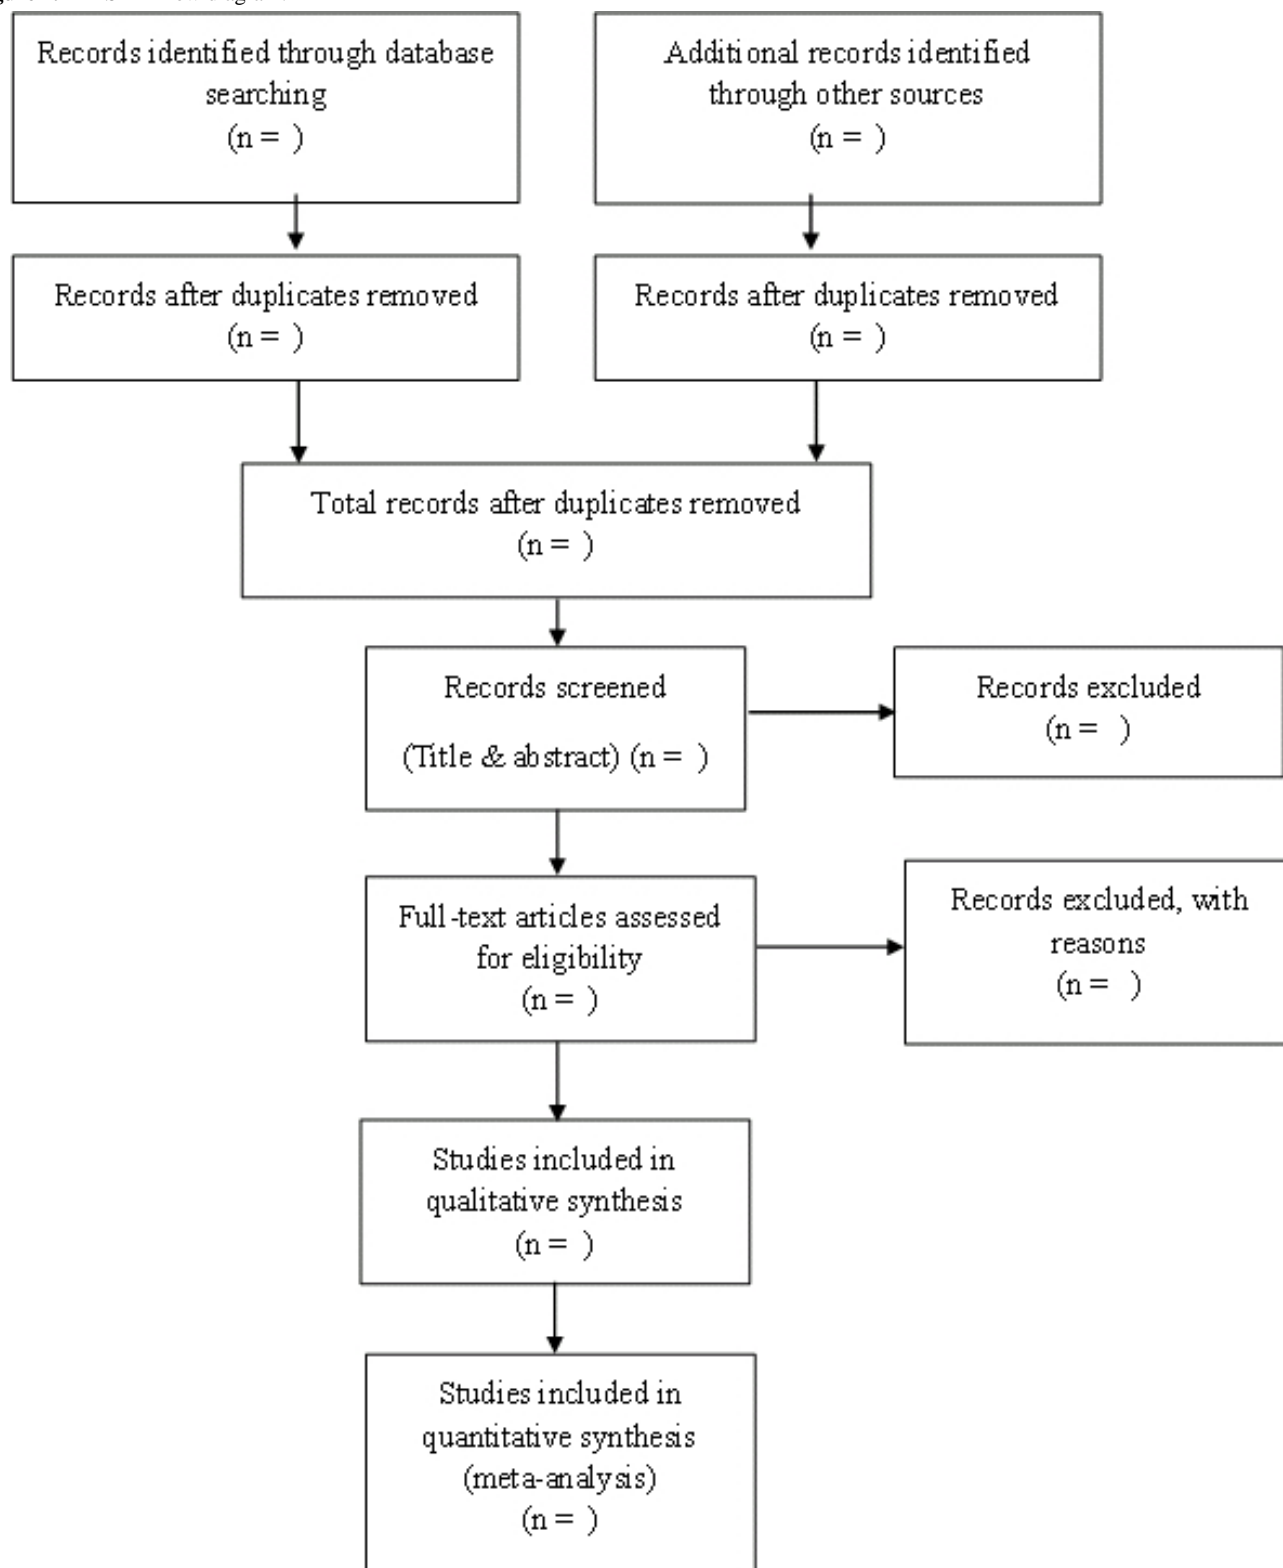 Records identified through database
searching
(n = )
Additional records identified
through other sources
(n = )
Records after duplicates removed
(n = )
Records after duplicates removed
(n = )
Total records after duplicates removed
(n = )
Records screened
(Title & abstract) (n = )
Records excluded
(n = )
Full-text articles assessed
for eligibility
(n = )
Records excluded, with
reasons
(n = )
Studies included in
qualitative synthesis
(n = )
Studies included in
quantitative synthesis
(meta-analysis)
(n = )